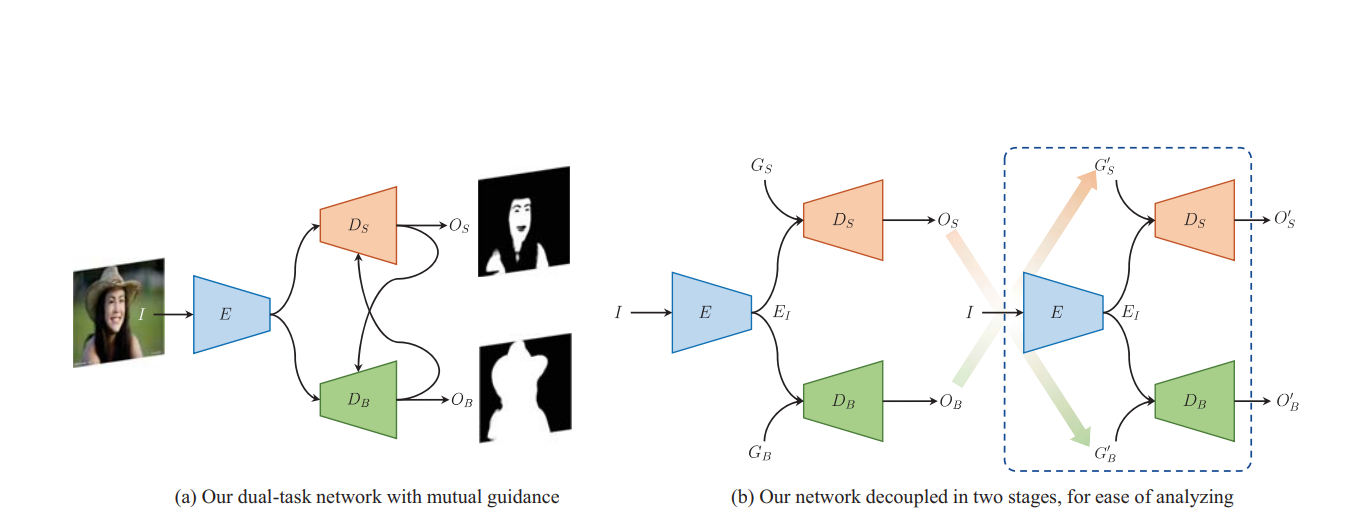 I
E
D_S
D_B
O_S
O_B
(a) Our dual-task network with mutual guidance
G_S
I
E
E_I
D_S
D_B
G_B
O_S
O_B
I
G'_S
E
E_I
D_S
D_B
G'_B
O'_S
O'_B
(b) Our network decoupled in two stages, for ease of analyzing